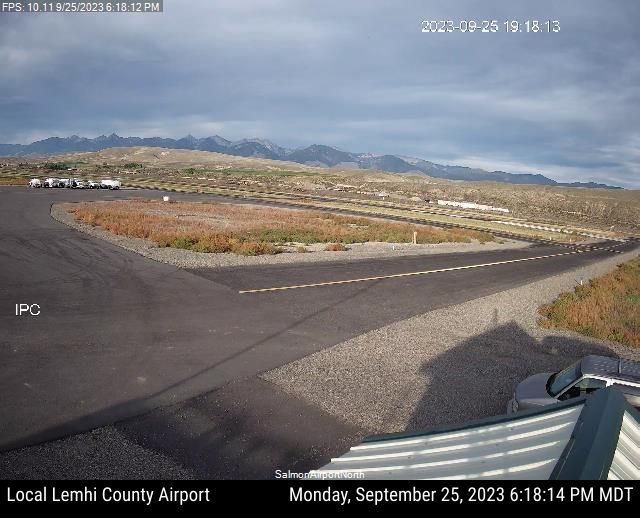 FPS: 10.11 9/25/2023 6:18:12 PM
2023-09-25 19:18:13
IPC
SalmonAirportNorth
Local Lemhi County Airport
Monday, September 25, 2023 6:18:14 PM MDT